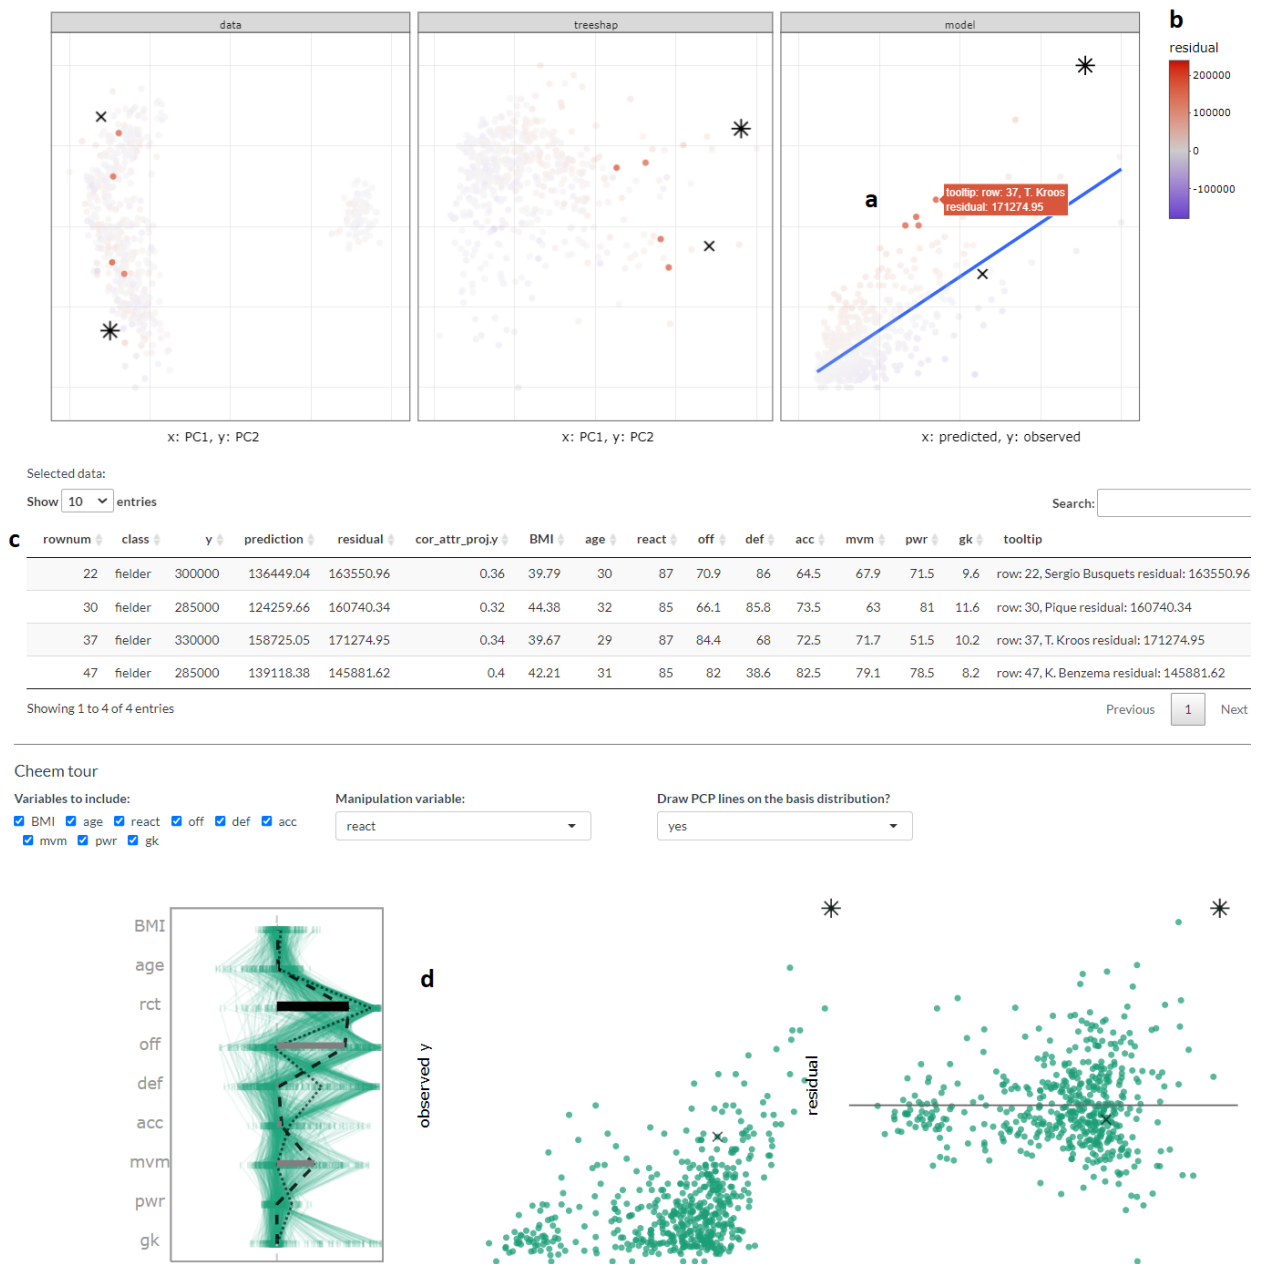 data treeshap model b
residual
200000
100000
0
-100000
a
tooltip: row: 37, T. Kroos
residual: 171274.95
x: PC1, y: PC2 x: PC1, y: PC2 x: predicted, y: observed
Selected data:
Show 10 entries Search:
c rownum class y prediction residual cor_attr_proj.y BMI age react off def acc mvm pwr gk tooltip
22 fielder 300000 136449.04 163550.96 0.36 39.79 30 87 70.9 86 64.5 67.9 71.5 9.6 row: 22, Sergio Busquets residual: 163550.96
30 fielder 285000 124259.66 160740.34 0.32 44.38 32 85 66.1 85.8 73.5 63 81 11.6 row: 30, Pique residual: 160740.34
37 fielder 330000 158725.05 171274.95 0.34 39.67 29 87 84.4 68 72.5 71.7 51.5 10.2 row: 37, T. Kroos residual: 171274.95
47 fielder 285000 139118.38 145881.62 0.4 42.21 31 85 82 38.6 82.5 79.1 78.5 8.2 row: 47, K. Benzema residual: 145881.62
Showing 1 to 4 of 4 entries Previous 1 Next
Cheem tour
Variables to include: Manipulation variable: Draw PCP lines on the basis distribution?
BMI age react off def acc
mvm pwr gk
react yes
BMI
age
rct
off
def
acc
mvm
pwr
gk
d
observed y
residual